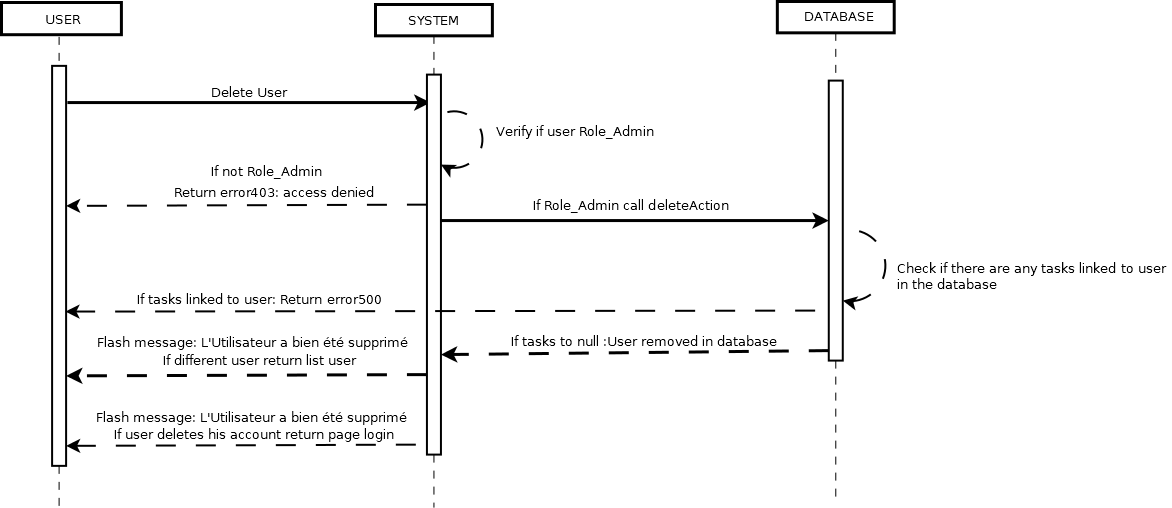 USER
SYSTEM
DATABASE
Delete User
Verify if user Role_Admin
If not Role_Admin
Return error403: access denied
If Role_Admin call deleteAction
Check if there are any tasks linked to user
in the database
If tasks linked to user: Return error500
If tasks to null :User removed in database
Flash message: L'Utilisateur a bien été supprimé
If different user return list user
Flash message: L'Utilisateur a bien été supprimé
If user deletes his account return page login